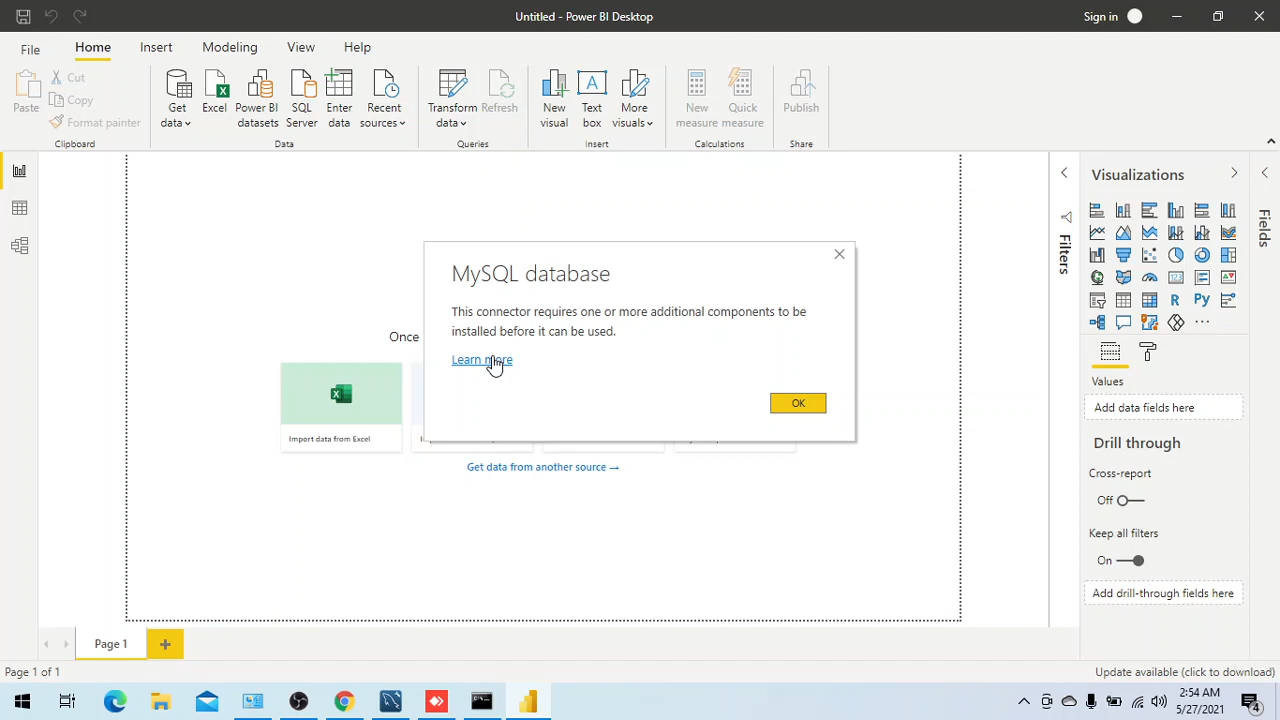 Untitled - Power BI Desktop
Sign in
File
Home
Insert
Modeling
View
Help
Paste
Cut
Copy
Format painter
Clipboard
Get data
Excel
Power BI datasets
SQL Server
Enter data
Recent sources
Data
Transform data
Refresh
Queries
New visual
Text box
More visuals
Insert
New measure
Quick measure
Calculations
Publish
Share
MySQL database
This connector requires one or more additional components to be
installed before it can be used.
Learn more
OK
Once
Import data from Excel
Get data from another source →
Filters
Visualizations
R
Py
123
Values
Add data fields here
Drill through
Cross-report
Off
Keep all filters
On
Add drill-through fields here
Fields
Page 1
Page 1 of 1
Update available (click to download)
2:54 AM
5/27/2021
4